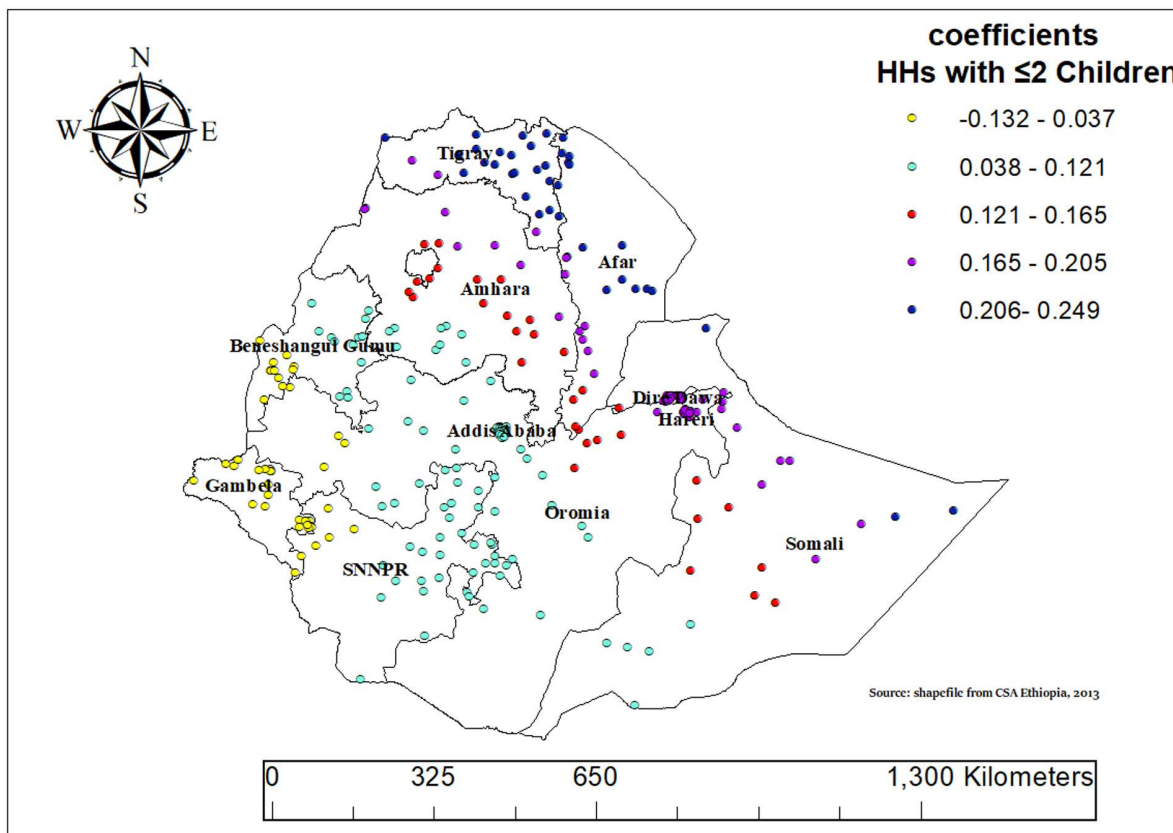 coefficients
HHs with ≤2 Children
-0.132 - 0.037
0.038 - 0.121
0.121 - 0.165
0.165 - 0.205
0.206- 0.249
N
W
E
S
Tigray
Afar
Amhara
Beneshangul Gumu
Dire Dawa
Hareri
Addis Ababa
Gambela
Oromia
Somali
SNNPR
Source: shapefile from CSA Ethiopia, 2013
0 325 650 1,300 Kilometers